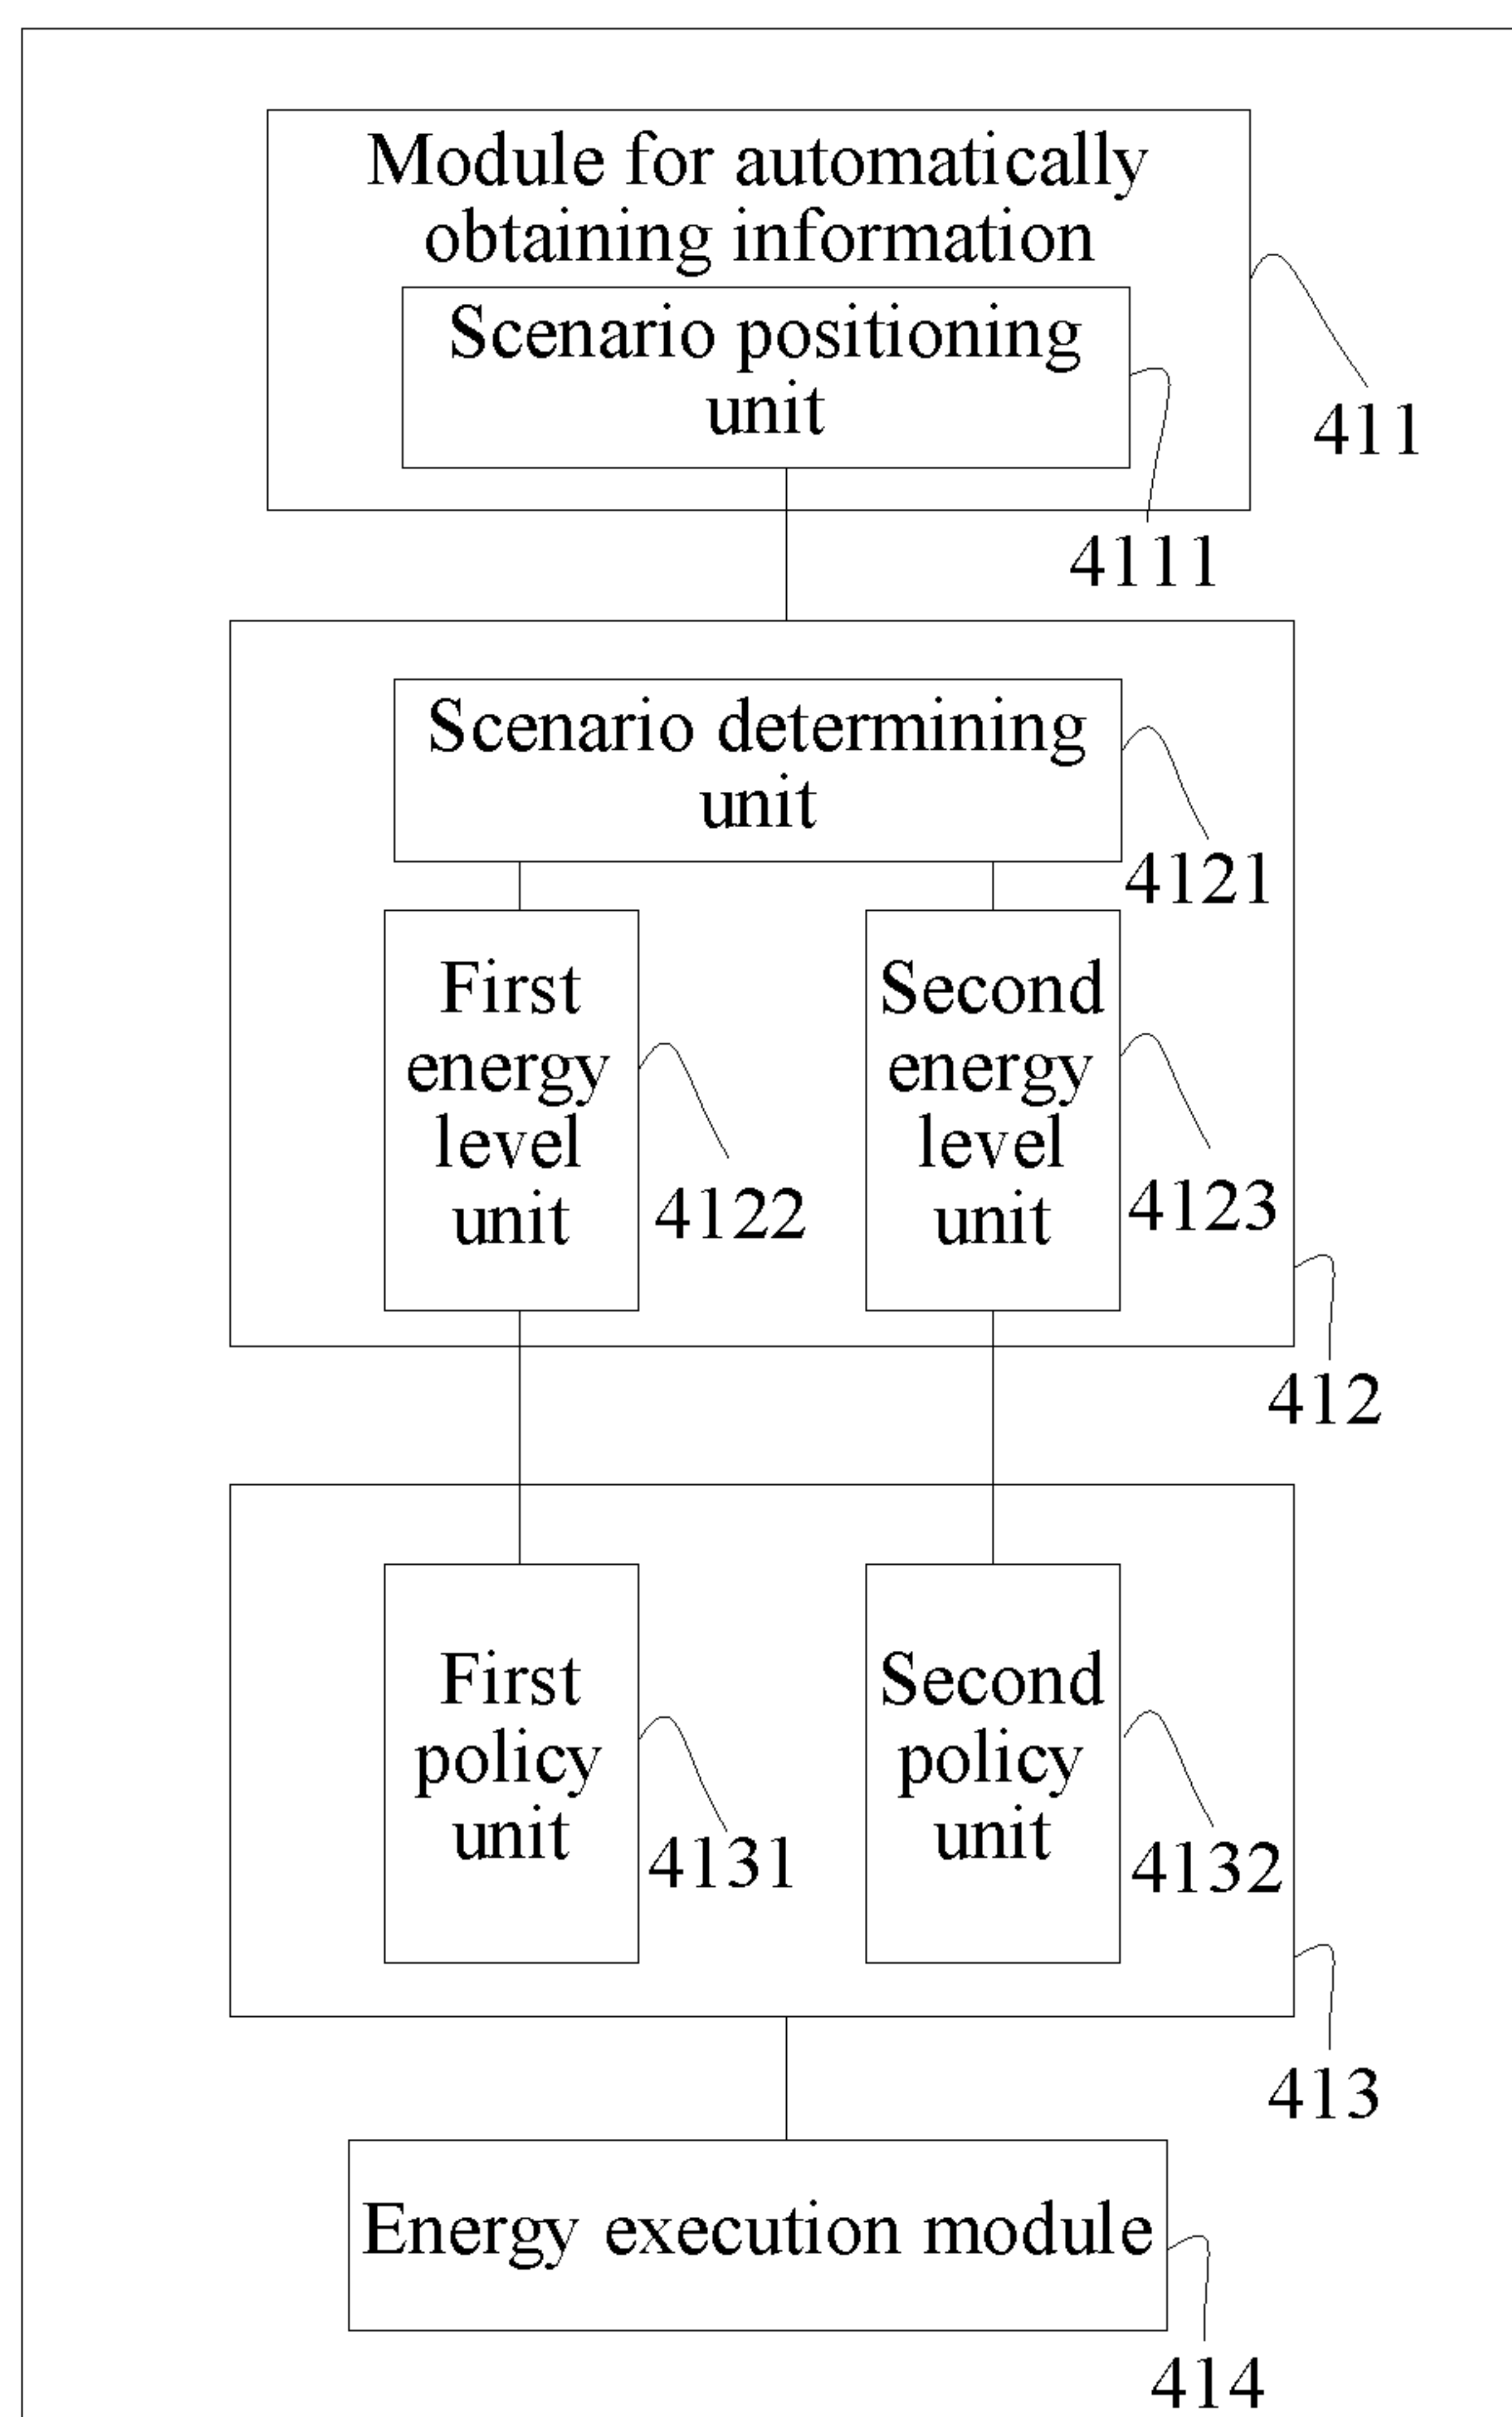 Module for automatically
obtaining information
Scenario positioning
unit
411
4111
Scenario determining
unit
4121
First
energy
level
unit
4122
Second
energy
level
unit
4123
412
First
policy
unit
4131
Second
policy
unit
4132
413
Energy execution module
414